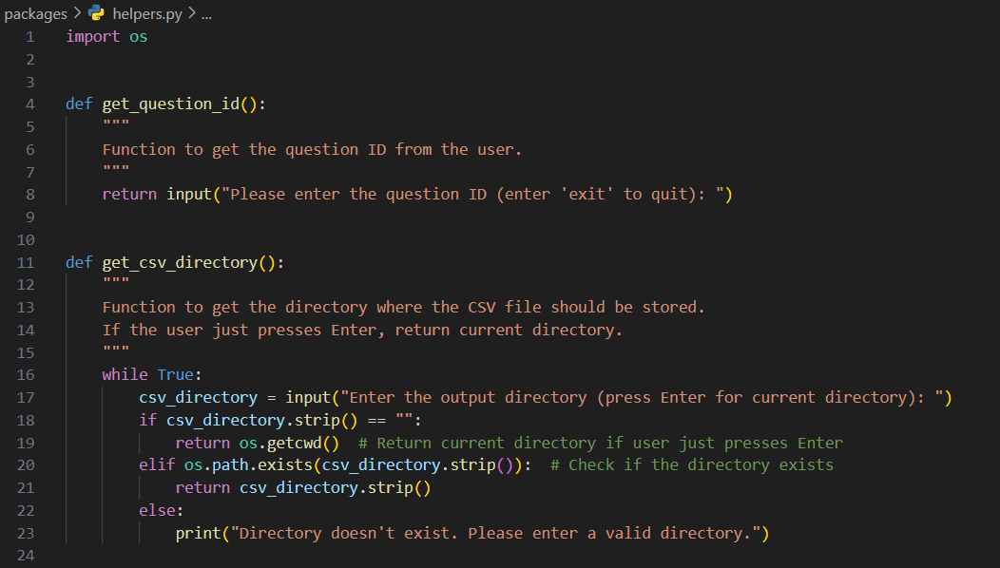 packages > helpers.py > ...
1 import os
2
3
4 def get_question_id():
5     """
6     Function to get the question ID from the user.
7     """
8     return input("Please enter the question ID (enter 'exit' to quit): ")
9
10
11 def get_csv_directory():
12     """
13     Function to get the directory where the CSV file should be stored.
14     If the user just presses Enter, return current directory.
15     """
16     while True:
17         csv_directory = input("Enter the output directory (press Enter for current directory): ")
18         if csv_directory.strip() == "":
19             return os.getcwd()  # Return current directory if user just presses Enter
20         elif os.path.exists(csv_directory.strip()):  # Check if the directory exists
21             return csv_directory.strip()
22         else:
23             print("Directory doesn't exist. Please enter a valid directory.")
24